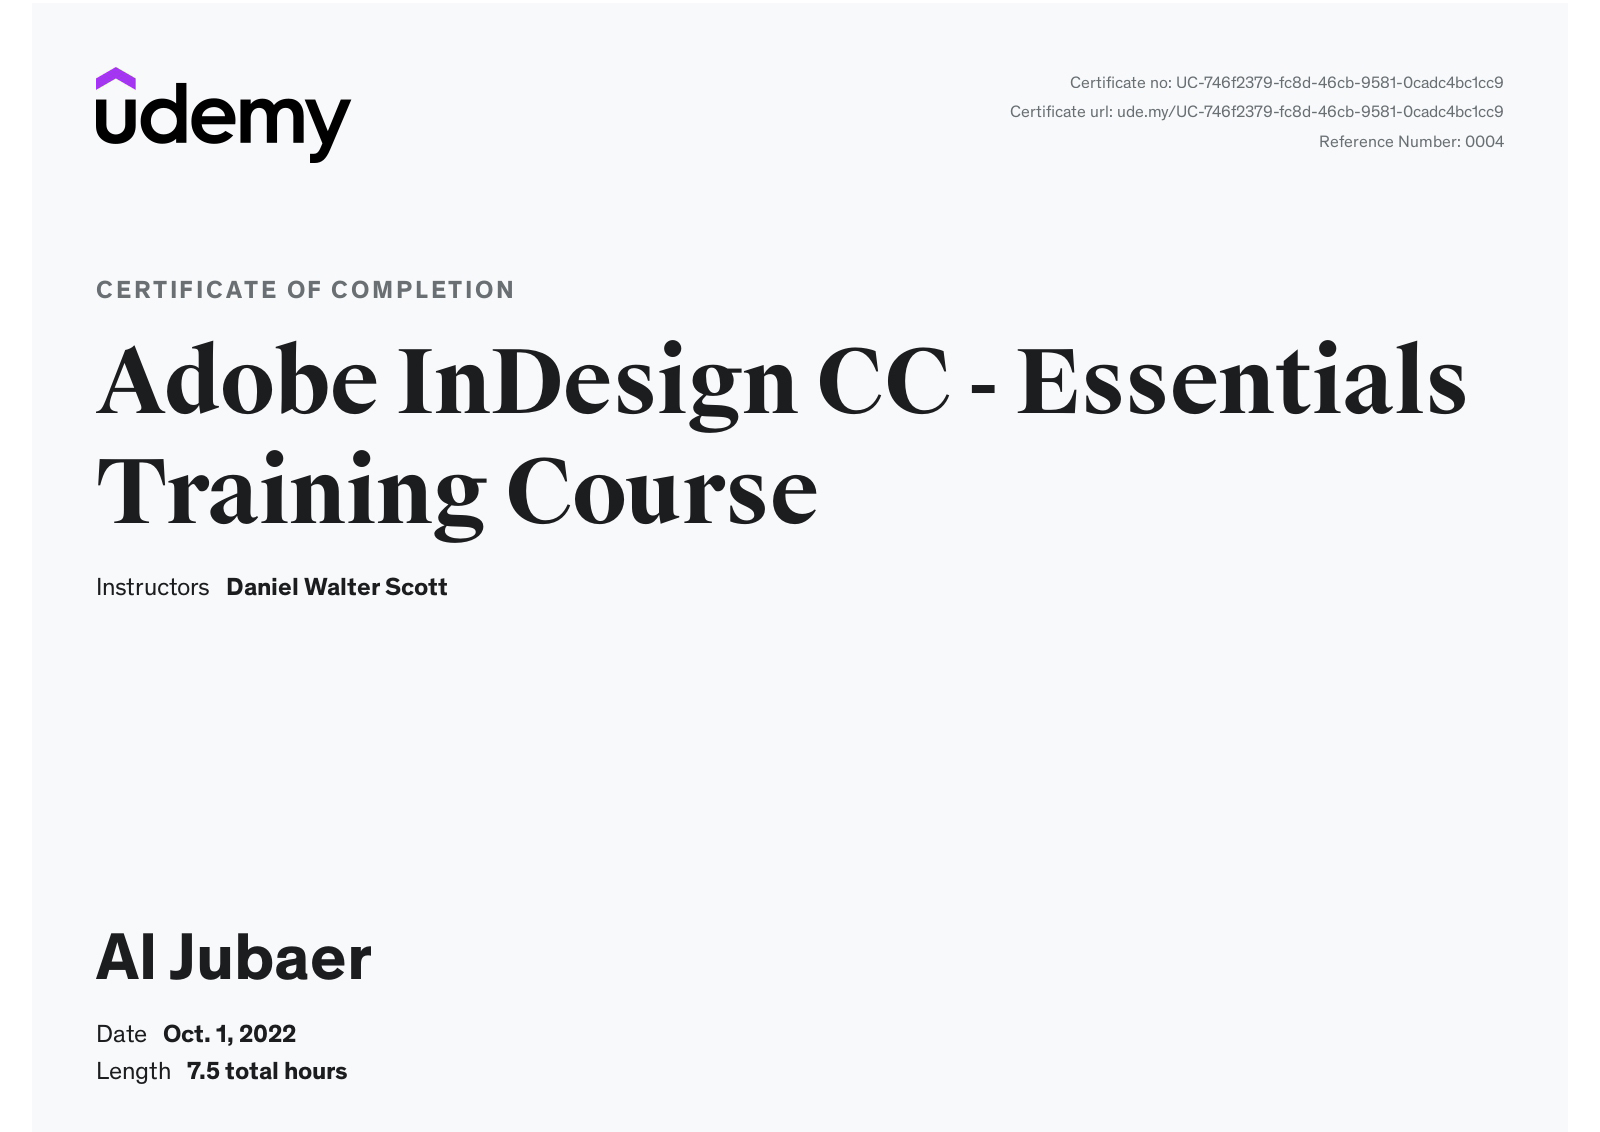 udemy
Certificate no: UC-746f2379-fc8d-46cb-9581-0cadc4bc1cc9
Certificate url: ude.my/UC-746f2379-fc8d-46cb-9581-0cadc4bc1cc9
Reference Number: 0004
CERTIFICATE OF COMPLETION
Adobe InDesign CC - Essentials
Training Course
Instructors Daniel Walter Scott
Al Jubaer
Date Oct. 1, 2022
Length 7.5 total hours